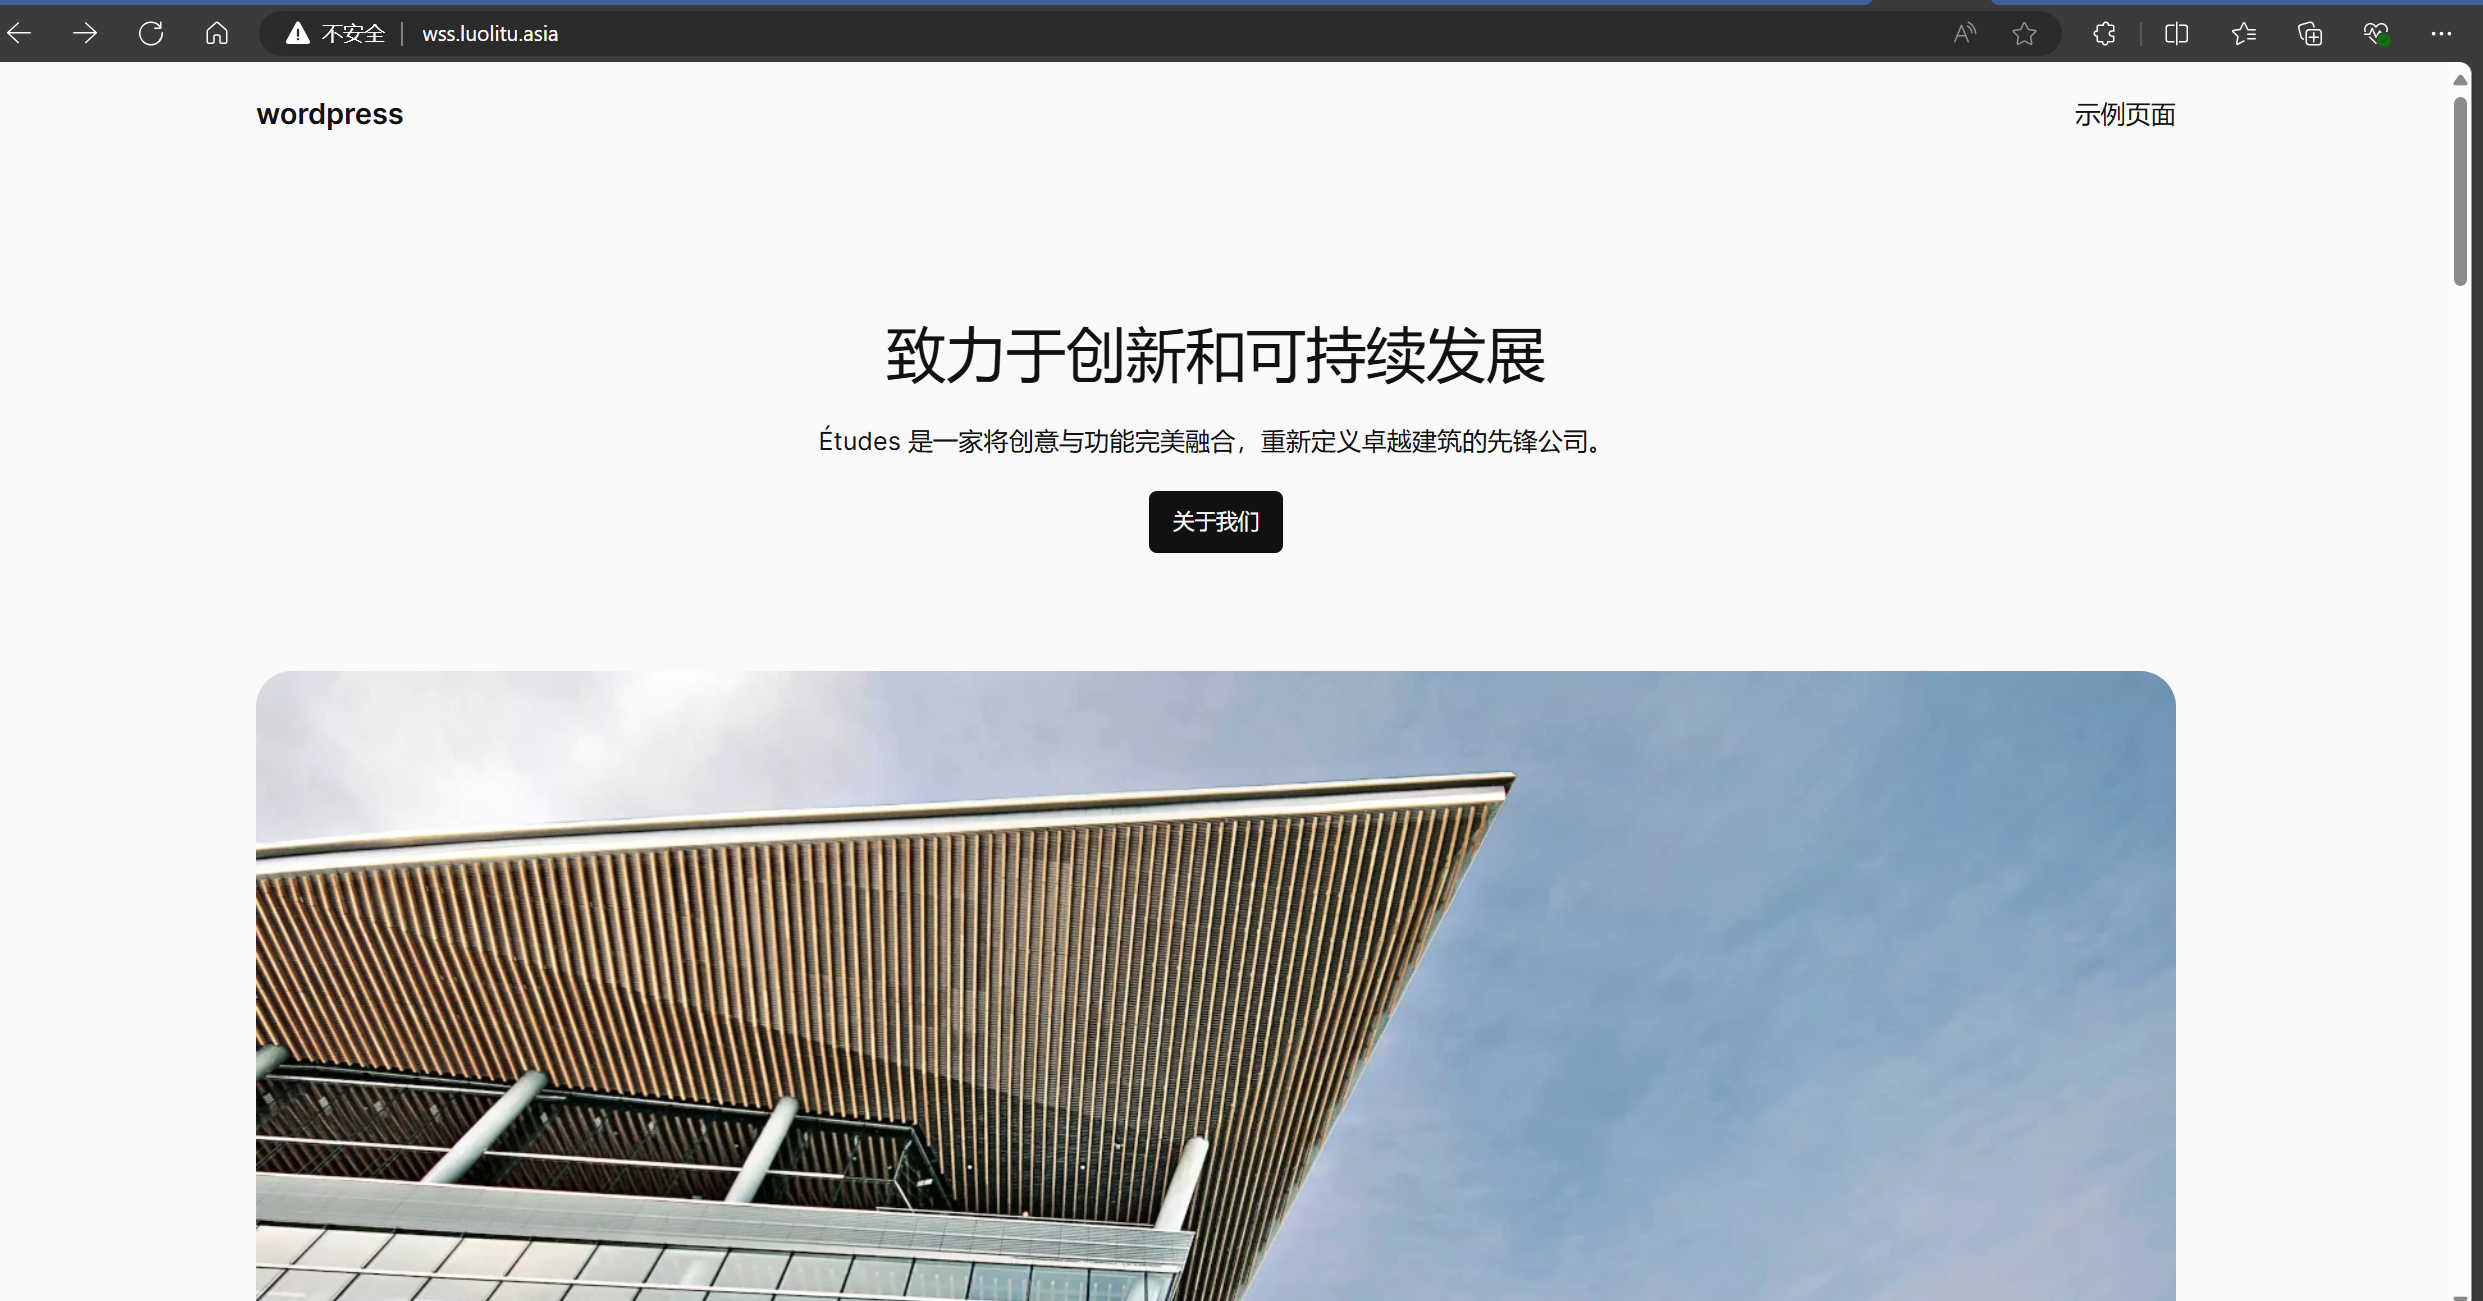 不安全 wss.luolitu.asia
wordpress
示例页面
致力于创新和可持续发展
Études 是一家将创意与功能完美融合，重新定义卓越建筑的先锋公司。
关于我们